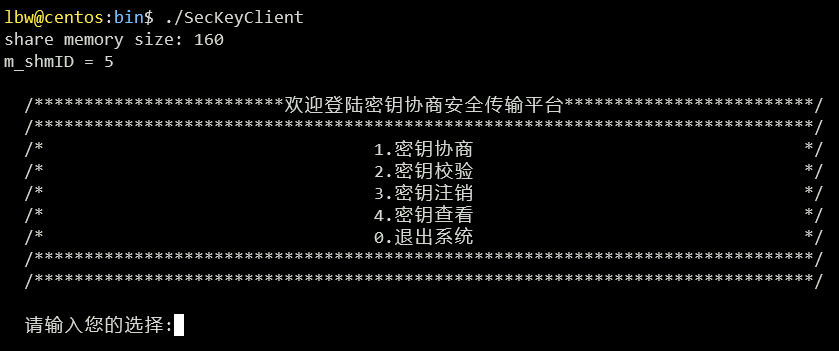 lbw@centos:bin$ ./SecKeyClient
share memory size: 160
m_shmID = 5
/*************************欢迎登陆密钥协商安全传输平台*************************/
/******************************************************************************/
/*                                 1.密钥协商                                 */
/*                                 2.密钥校验                                 */
/*                                 3.密钥注销                                 */
/*                                 4.密钥查看                                 */
/*                                 0.退出系统                                 */
/******************************************************************************/
/******************************************************************************/
请输入您的选择: